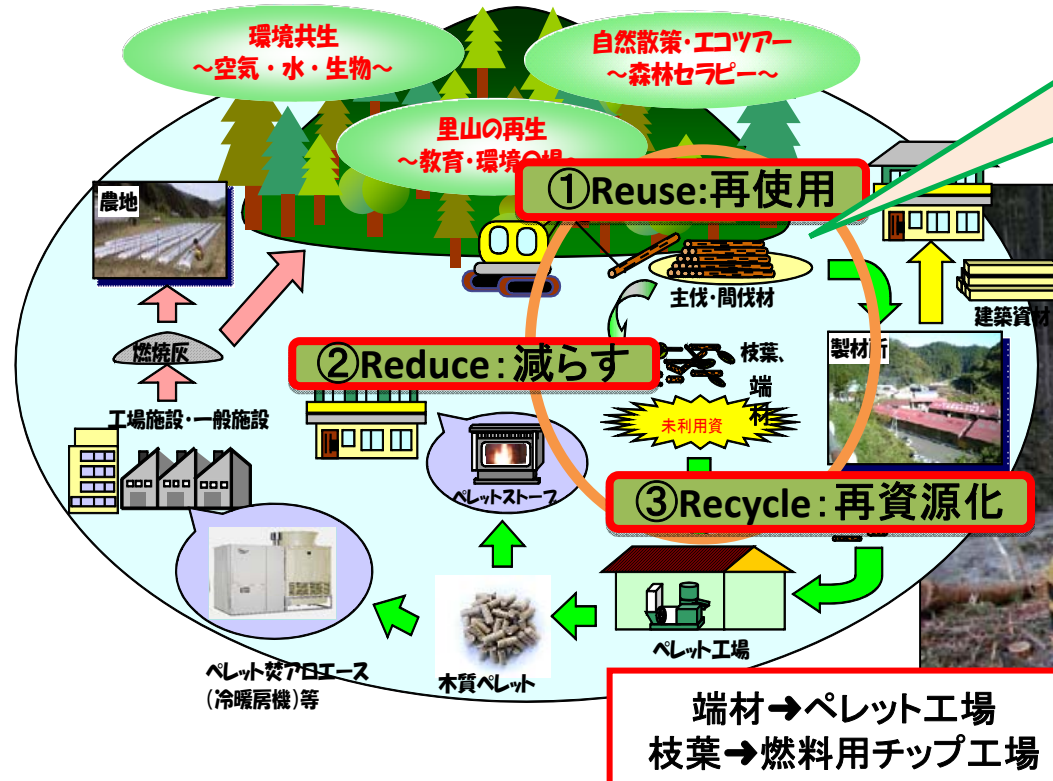 環境共生
～空気・水・生物～
自然散策・エコツアー
～森林セラピー～
里山の再生
～教育・環境の場～
①Reuse:再使用
農地
主伐・間伐材
建築資材
燃焼灰
②Reduce：減らす
枝葉、
端
材
製材所
工場施設・一般施設
未利用資
ペレットストーブ
③Recycle：再資源化
ペレット工場
木質ペレット
ペレット焚アロエース
(冷暖房機)等
端材➜ペレット工場
枝葉➜燃料用チップ工場